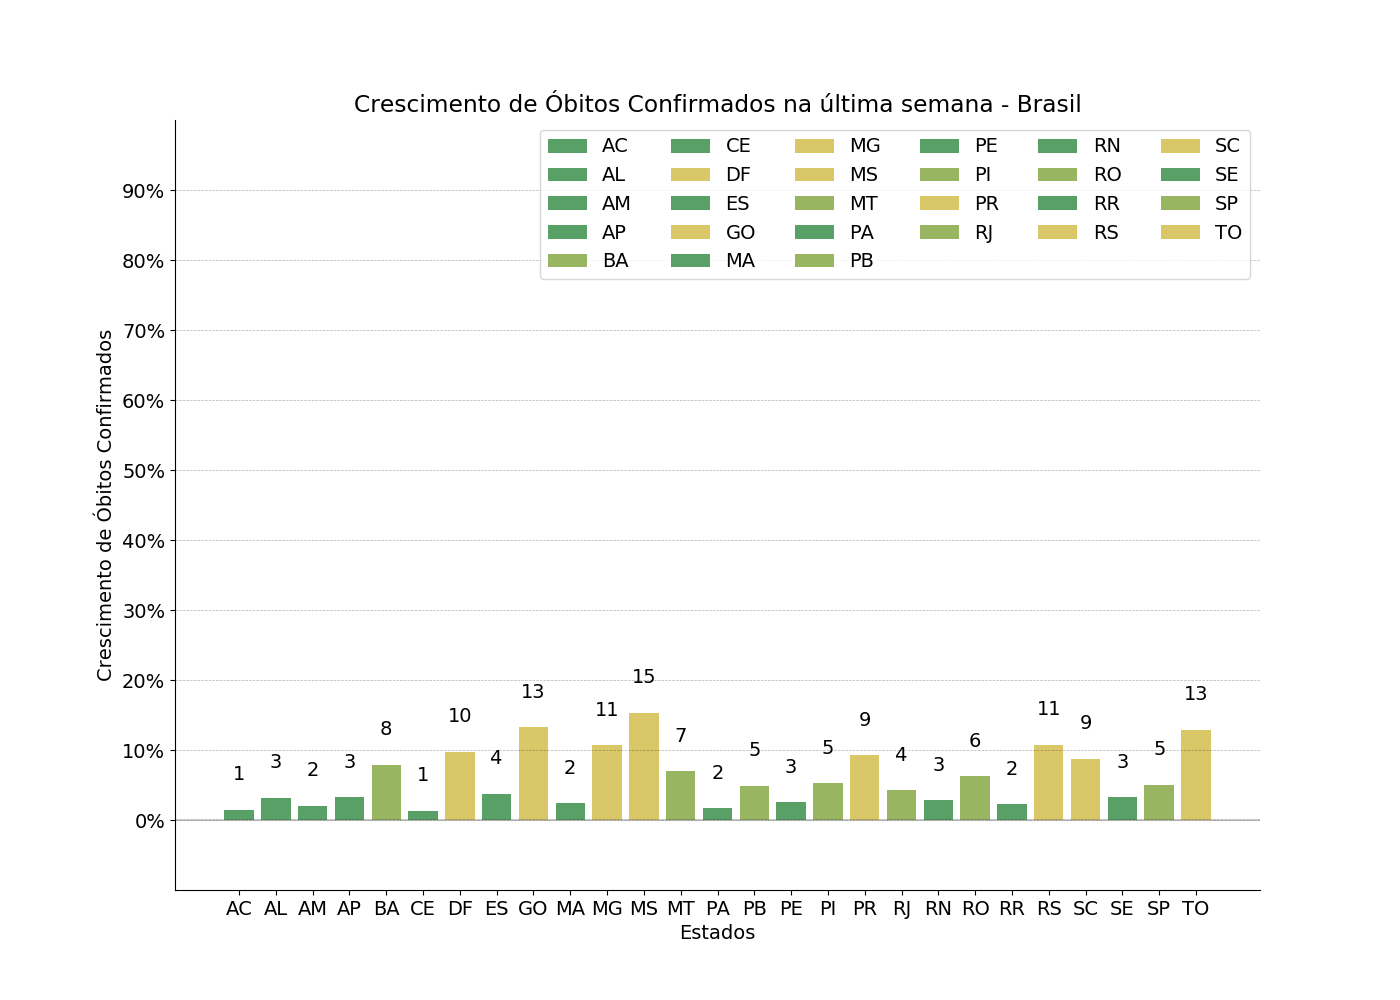 Crescimento de Óbitos Confirmados na última semana - Brasil
AC CE MG PE RN SC
AL DF MS PI RO SE
AM ES MT PR RR SP
AP GO PA RJ RS TO
BA MA PB
Crescimento de Óbitos Confirmados
90%
80%
70%
60%
50%
40%
30%
20%
10%
0%
1 3 2 3 8 1 10 4 13 2 11 15 7 2 5 3 5 9 4 3 6 2 11 9 3 5 13
AC AL AM AP BA CE DF ES GO MA MG MS MT PA PB PE PI PR RJ RN RO RR RS SC SE SP TO
Estados